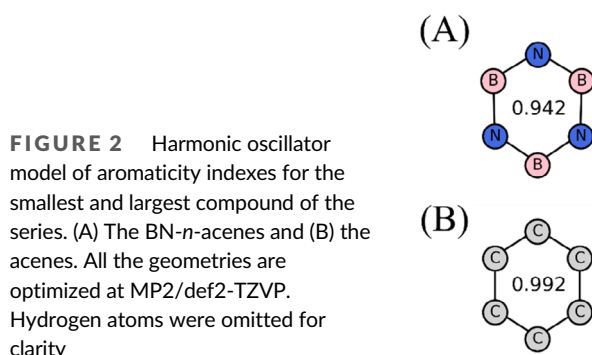 FIGURE 2 Harmonic oscillator
model of aromaticity indexes for the
smallest and largest compound of the
series. (A) The BN-n-acenes and (B) the
acenes. All the geometries are
optimized at MP2/def2-TZVP.
Hydrogen atoms were omitted for
clarity
(A)
N
B B
0.942
N N
B
(B)
C
C C
0.992
C C
C